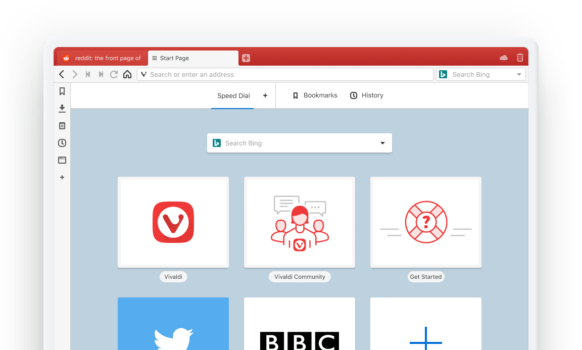 reddit: the front page of
Start Page
Search or enter an address
Search Bing
Speed Dial
Bookmarks
History
Search Bing
Vivaldi
Vivaldi Community
Get Started
BBC